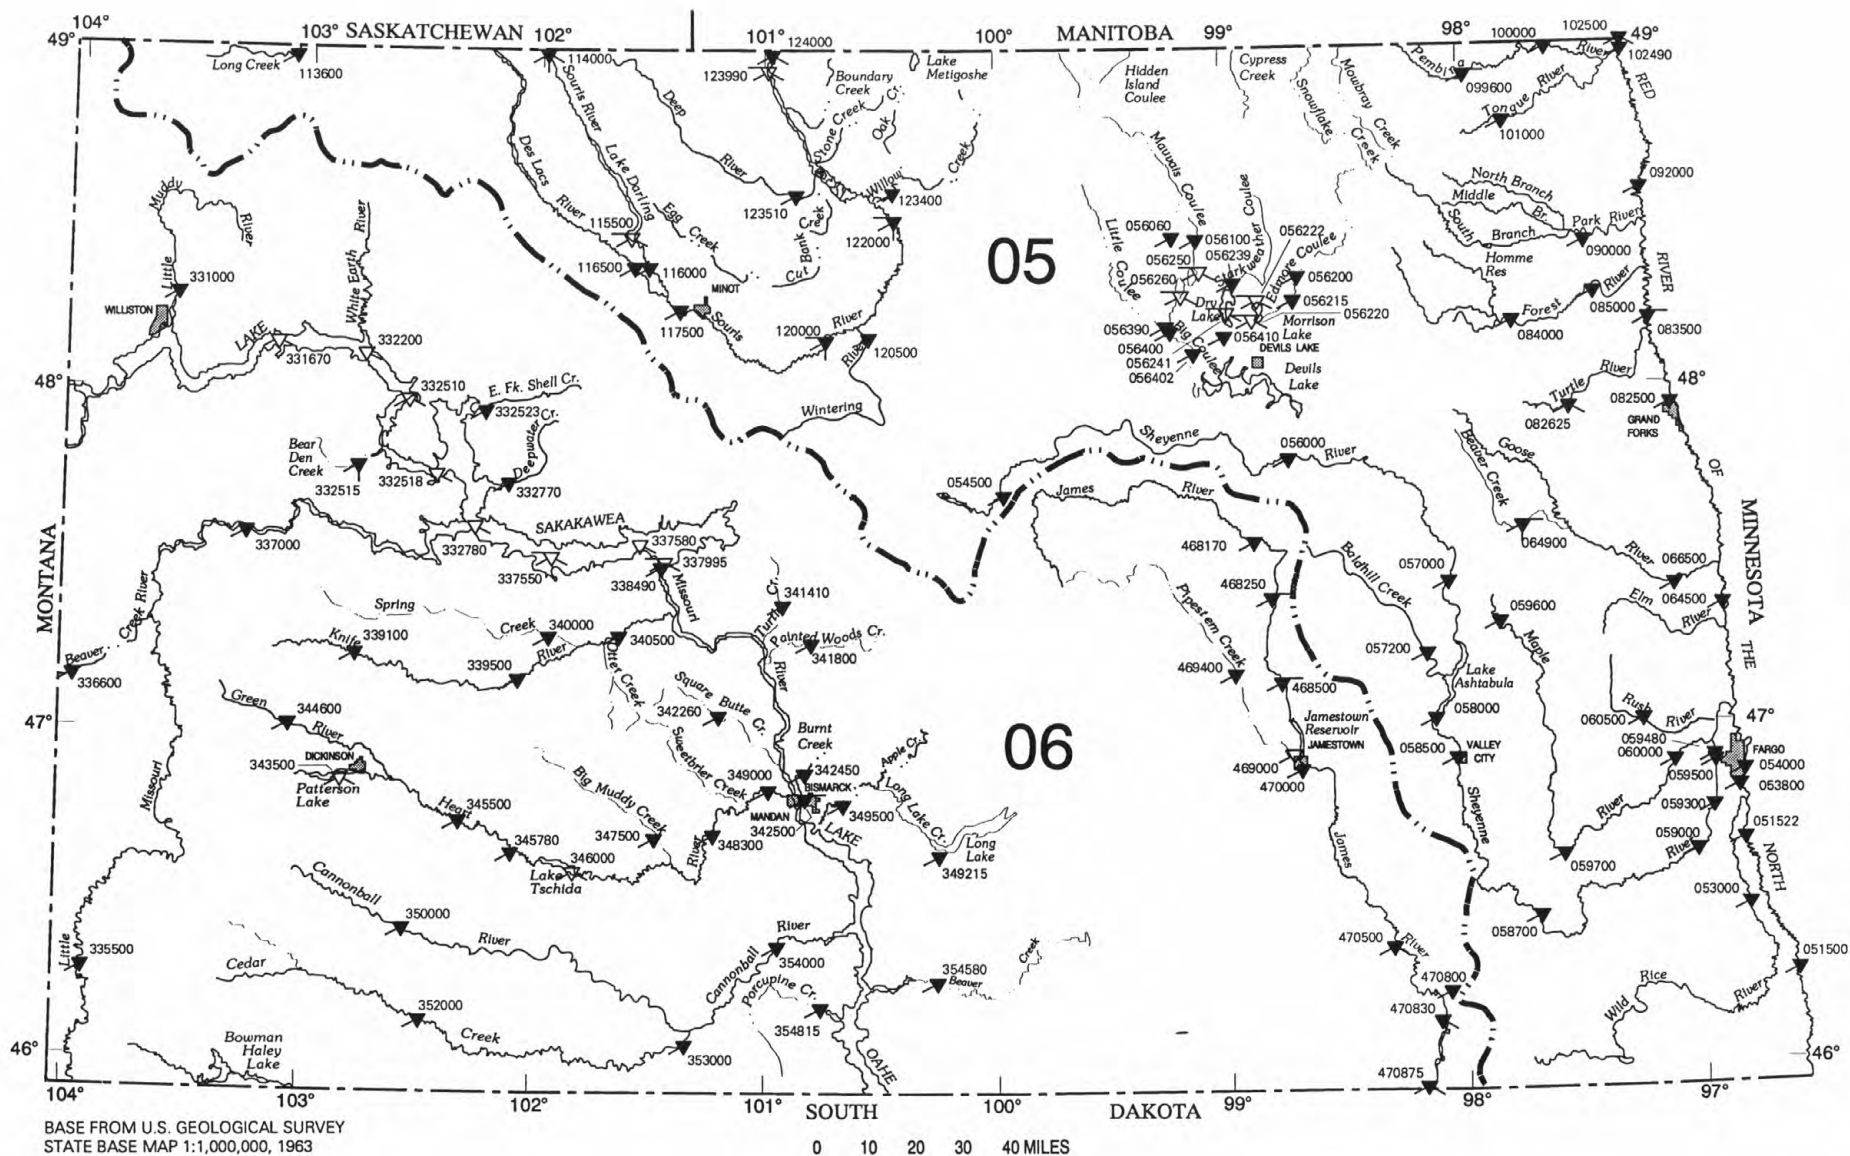 104°
49°
103° SASKATCHEWAN 102°
124000
100°
MANITOBA
99°
98°
100000
102500
49°
102490
Long Creek
113600
114000
123990
Boundary
Creek
Lake
Metigoshe
Hidden
Island
Coulee
Cypress
Creek
Snowflake
Creek
Mowbray Creek
Pembina
River
099600
Tongue River
101000
RED
RIVER
OF
THE
NORTH
Souris River
Lake Darling
Des Lacs
River
Deep
River
Stone Creek
Oak Cr.
Willow
Creek
123510
123400
122000
Egg
Creek
Cut Bank Creek
115500
116500
116000
MINOT
117500
Souris
River
120000
120500
River
Wintering
Muddy
River
Little
331000
WILLISTON
White Earth
River
LAKE
331670
332200
332510
E. Fk. Shell Cr.
332523
Deepwater Cr.
Bear
Den
Creek
332515
332518
332770
SAKAKAWEA
332780
337550
337580
337995
338490
337000
Missouri
05
Mauvais Coulee
Little Coulee
Starkweather Coulee
Edmore Coulee
056060
056100
056222
056250
056239
056260
056200
056215
Dry
Lake
056220
Morrison
Lake
056390
056400
056410
DEVILS LAKE
056241
056402
Big Coulee
Devils
Lake
092000
North Branch
Middle
Br.
Park River
South
Branch
090000
Homme
Res
Forest
River
085000
084000
083500
48°
48°
Turtle
River
082500
082625
GRAND
FORKS
Sheyenne
River
056000
054500
James
River
Beaver Creek
Goose
River
064900
066500
064500
Elm
River
MINNESOTA
MONTANA
Beaver
Creek River
336600
Little
Missouri
Spring
Creek
339100
340000
340500
Knife
River
339500
Otter Creek
Turtle Cr.
341410
Painted Woods Cr.
341800
River
468170
468250
Baldhill Creek
057000
Pipestem Creek
469400
468500
057200
059600
Maple
River
Lake
Ashtabula
058000
Jamestown
Reservoir
JAMESTOWN
469000
470000
058500
VALLEY
CITY
Sheyenne
River
Rush
River
060500
059480
060000
059500
FARGO
054000
053800
47°
47°
Green
River
344600
DICKINSON
343500
Patterson
Lake
Heart
River
345500
345780
346000
Lake
Tschida
Square Butte Cr.
342260
Sweetbrier Creek
Big Muddy Creek
347500
348300
349000
Burnt
Creek
342450
BISMARCK
MANDAN
342500
LAKE
OAHE
Apple Cr.
349500
Long Lake Cr.
Long
Lake
349215
06
059300
059000
059700
051522
053000
058700
051500
Cannonball
River
350000
335500
Little
Cedar
Creek
352000
353000
Cannonball
River
354000
Porcupine Cr.
354815
354580
Beaver
Creek
James
River
470500
470800
470830
470875
Wild
Rice
River
Bowman
Haley
Lake
46°
46°
104°
103°
102°
101°
SOUTH
100°
DAKOTA
99°
98°
97°
BASE FROM U.S. GEOLOGICAL SURVEY
STATE BASE MAP 1:1,000,000, 1963
0 10 20 30 40 MILES